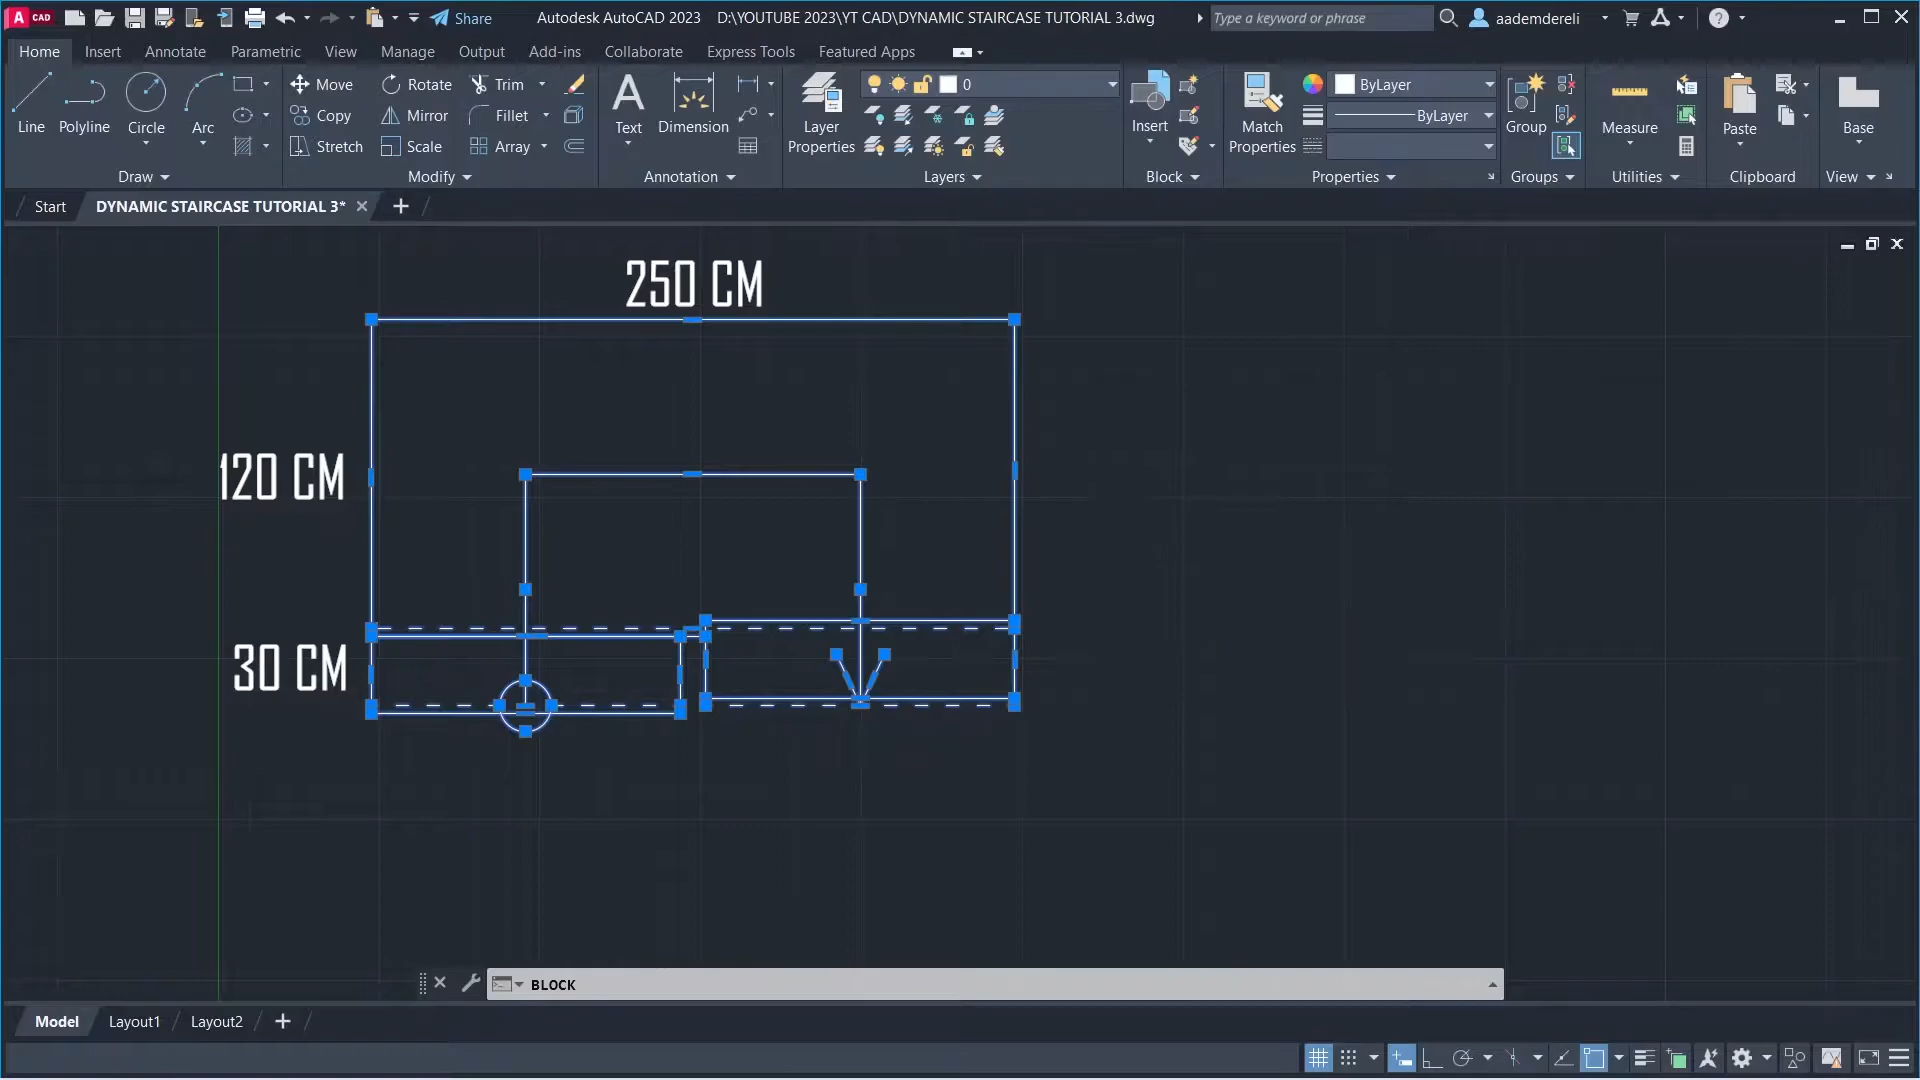 A CAD
Share
Autodesk AutoCAD 2023 D:\YOUTUBE 2023\YT CAD\DYNAMIC STAIRCASE TUTORIAL 3.dwg
Type a keyword or phrase
aademdereli
Home Insert Annotate Parametric View Manage Output Add-ins Collaborate Express Tools Featured Apps
Line Polyline Circle Arc
Move Rotate Trim
Copy Mirror Fillet
Stretch Scale Array
Text Dimension
Layer Properties
0
Insert
Match Properties
ByLayer
ByLayer
Group
Measure
Paste
Base
Draw Modify Annotation Layers Block Properties Groups Utilities Clipboard View
Start DYNAMIC STAIRCASE TUTORIAL 3*
250 CM
120 CM
30 CM
BLOCK
Model Layout1 Layout2